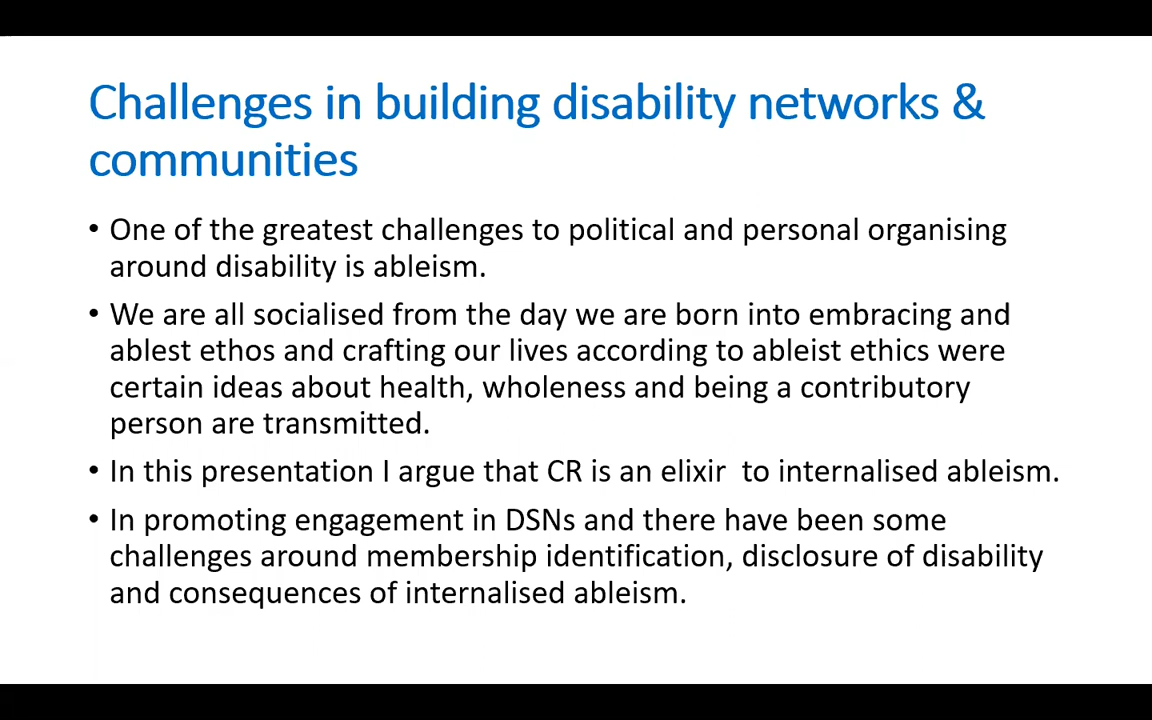 Challenges in building disability networks &
communities
• One of the greatest challenges to political and personal organising
around disability is ableism.
• We are all socialised from the day we are born into embracing and
ablest ethos and crafting our lives according to ableist ethics were
certain ideas about health, wholeness and being a contributory
person are transmitted.
• In this presentation I argue that CR is an elixir  to internalised ableism.
• In promoting engagement in DSNs and there have been some
challenges around membership identification, disclosure of disability
and consequences of internalised ableism.